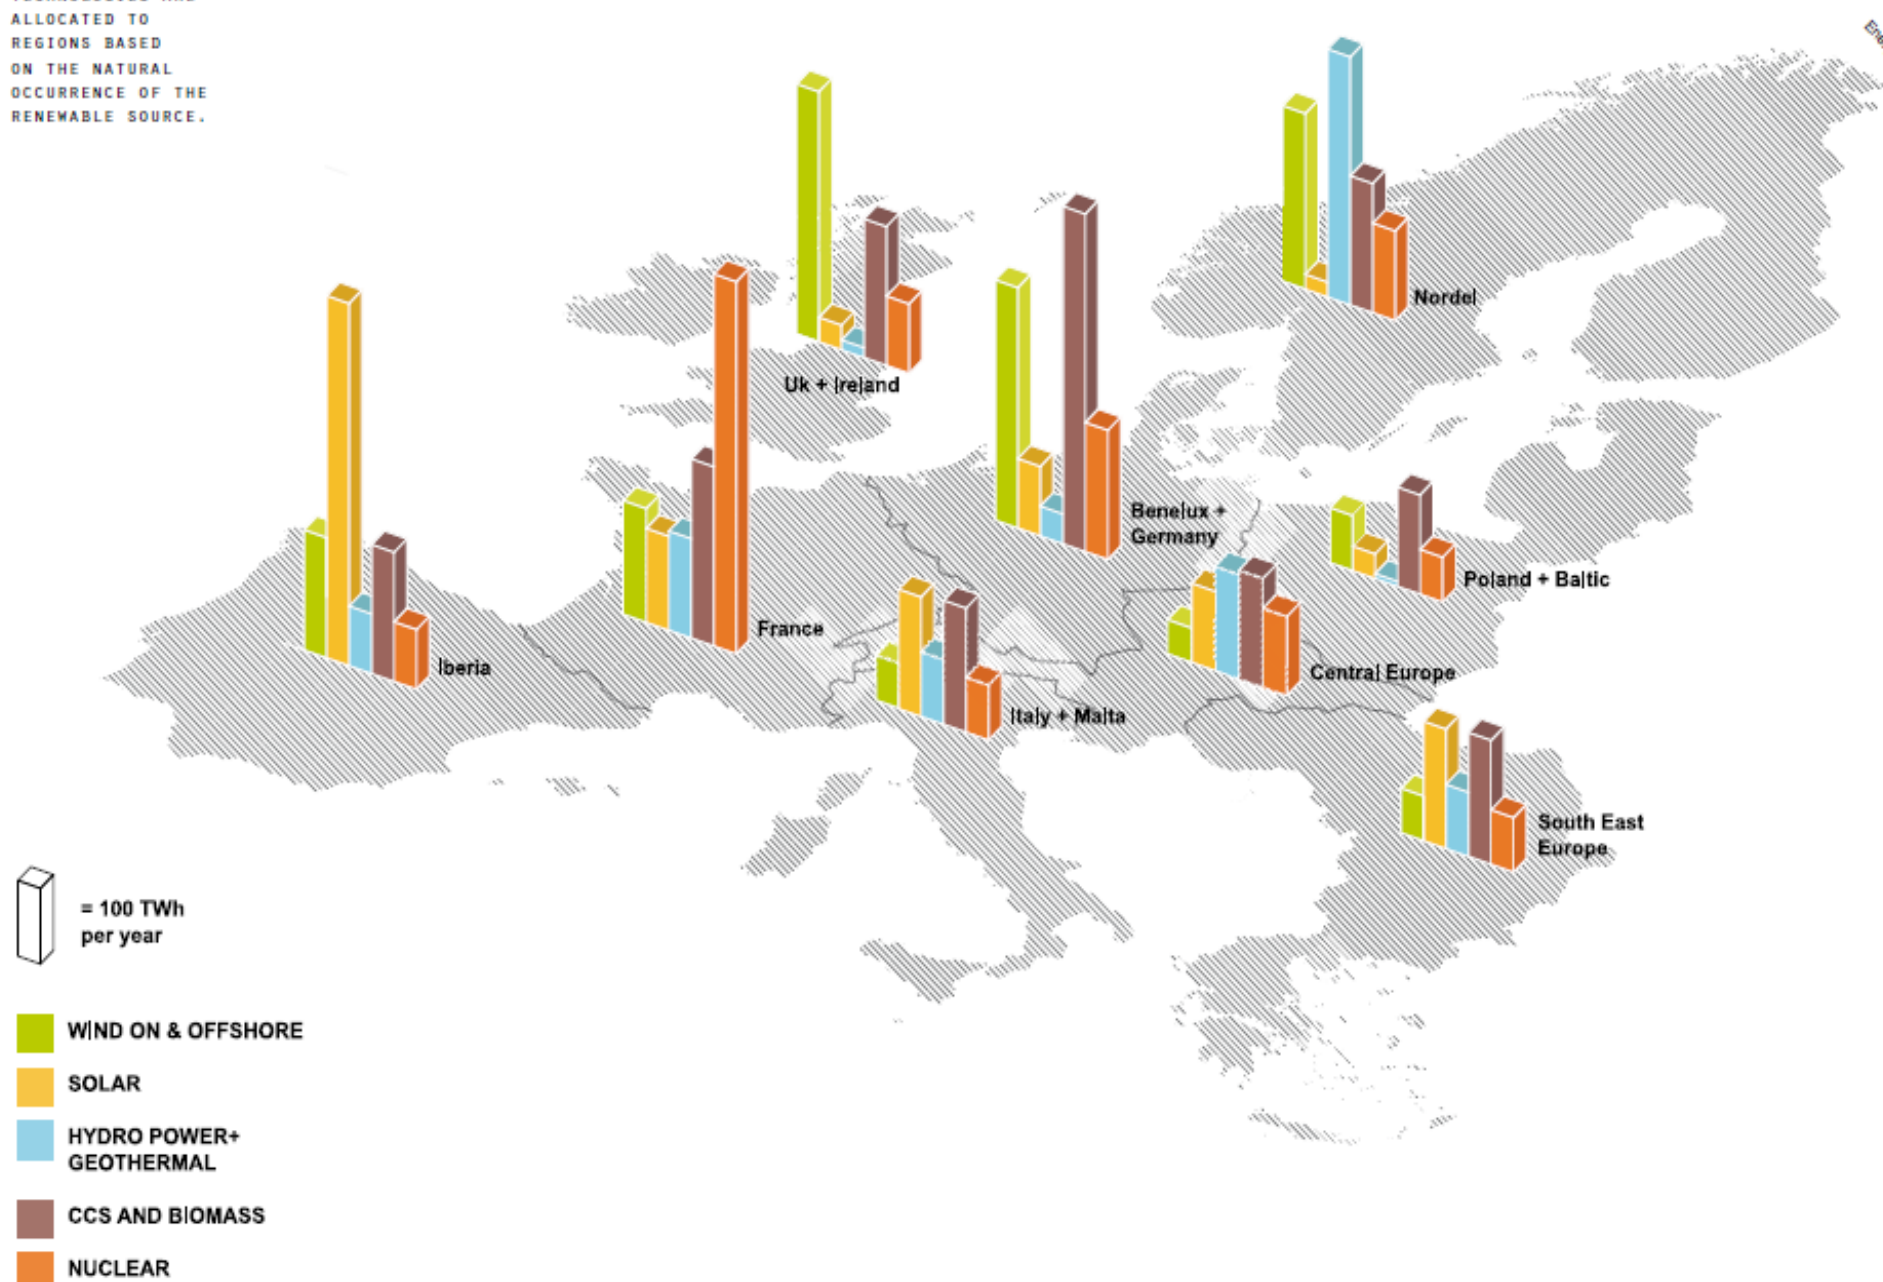 ALLOCATED TO
REGIONS BASED
ON THE NATURAL
OCCURRENCE OF THE
RENEWABLE SOURCE.
Nordel
Uk + Ireland
Benelux +
Germany
Poland + Baltic
France
Iberia
Central Europe
Italy + Malta
South East
Europe
= 100 TWh
per year
WIND ON & OFFSHORE
SOLAR
HYDRO POWER+
GEOTHERMAL
CCS AND BIOMASS
NUCLEAR